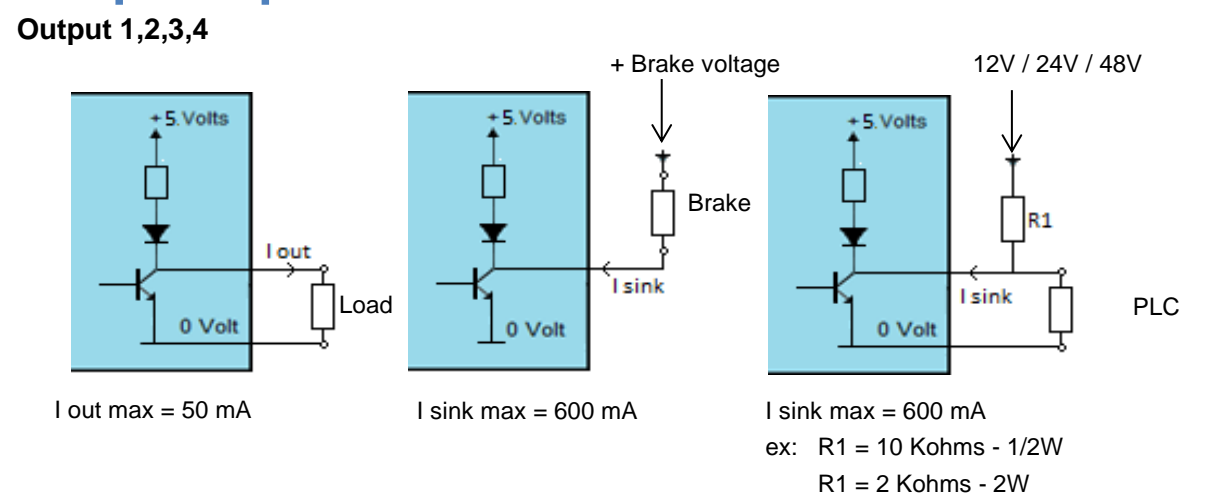 Output 1,2,3,4
+ Brake voltage
12V / 24V / 48V
+5.Volts
+5.Volts
+5.Volts
Brake
R1
I out
I sink
I sink
Load
PLC
0 Volt
0 Volt
0 Volt
I out max = 50 mA
I sink max = 600 mA
I sink max = 600 mA
ex: R1 = 10 Kohms - 1/2W
R1 = 2 Kohms - 2W